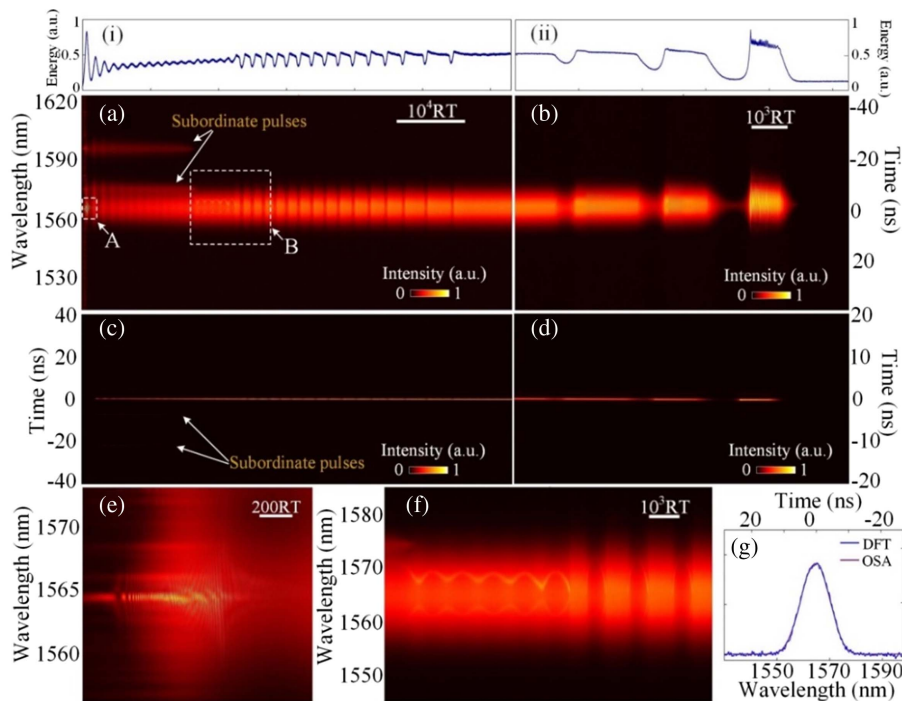 (i)
(ii)
Energy (a.u.)
1
0.5
0
1
0.5
0
Energy (a.u.)
(a)
Subordinate pulses
10⁴RT
A
B
Intensity (a.u.)
0 1
Wavelength (nm)
1620
1590
1560
1530
(b)
10³RT
Intensity (a.u.)
0 1
-40
-20
0
20
Time (ns)
(c)
Subordinate pulses
Intensity (a.u.)
0 1
Time (ns)
40
20
0
-20
-40
(d)
Intensity (a.u.)
0 1
20
10
0
-10
-20
Time (ns)
(e)
200RT
Wavelength (nm)
1570
1565
1560
(f)
10³RT
Wavelength (nm)
1580
1570
1560
1550
Time (ns)
20 0 -20
(g)
DFT
OSA
1550 1570 1590
Wavelength (nm)